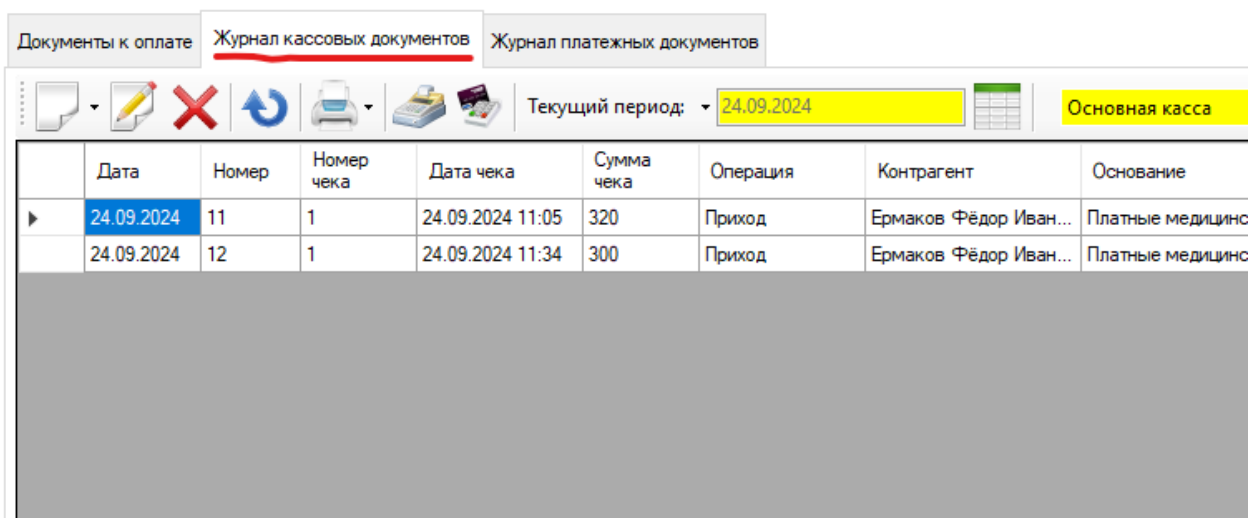 Документы к оплате Журнал кассовых документов Журнал платежных документов
Текущий период: 24.09.2024 Основная касса
Дата Номер Номер чека Дата чека Сумма чека Операция Контрагент Основание
24.09.2024 11 1 24.09.2024 11:05 320 Приход Ермаков Фёдор Иван... Платные медицинс
24.09.2024 12 1 24.09.2024 11:34 300 Приход Ермаков Фёдор Иван... Платные медицинс